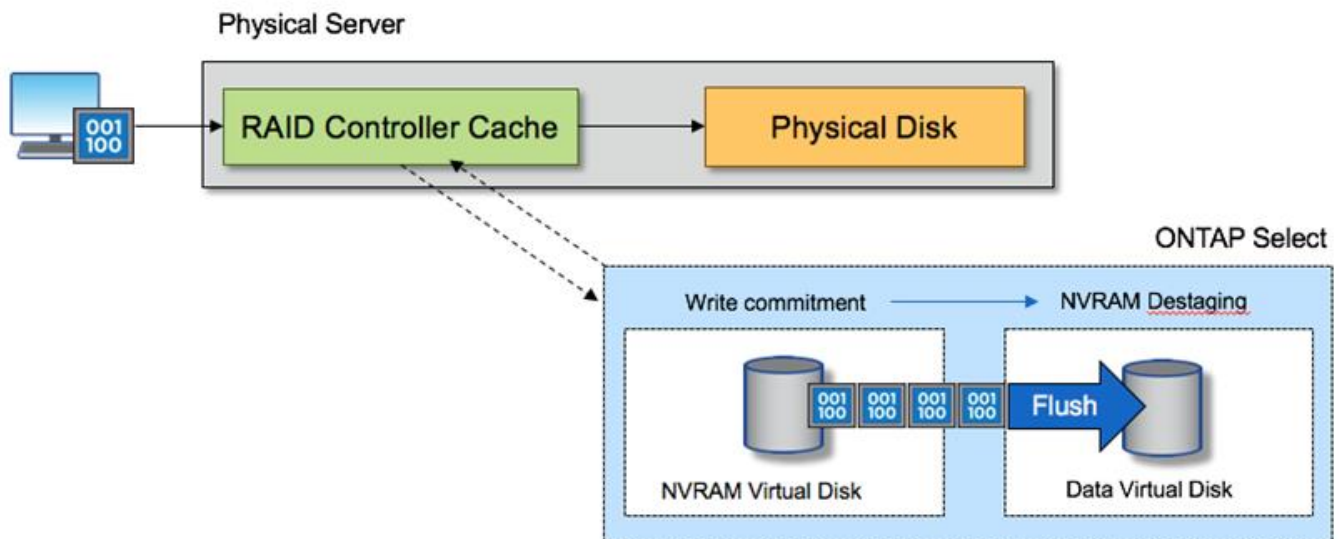 Physical Server
001
100
RAID Controller Cache
Physical Disk
ONTAP Select
Write commitment
NVRAM Destaging
001
100
001
100
001
100
001
100
Flush
NVRAM Virtual Disk
Data Virtual Disk